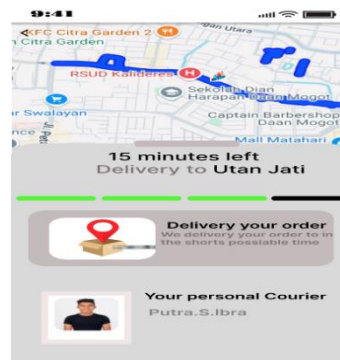 9:41
KFC Citra Garden 2
Citra Garden
Utara
RSUD Kalideres
H
Sekolah Dian
Harapan Daan Mogot
Swalayan
Captain Barbershop
Daan Mogot
Mall Matahari
15 minutes left
Delivery to Utan Jati
Delivery your order
We delivery your order to in
the shorts possiable time
Your personal Courier
Putra.S.Ibra